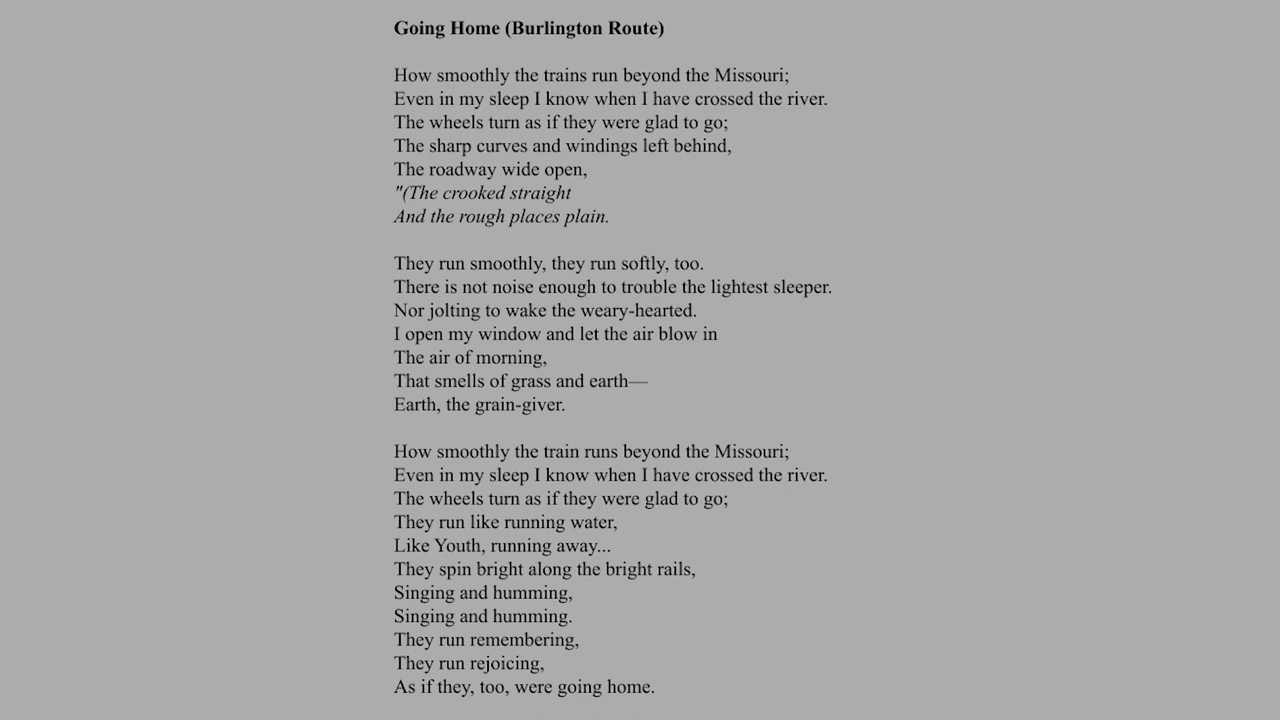 Going Home (Burlington Route)
How smoothly the trains run beyond the Missouri;
Even in my sleep I know when I have crossed the river.
The wheels turn as if they were glad to go;
The sharp curves and windings left behind,
The roadway wide open,
"(The crooked straight
And the rough places plain.
They run smoothly, they run softly, too.
There is not noise enough to trouble the lightest sleeper.
Nor jolting to wake the weary-hearted.
I open my window and let the air blow in
The air of morning,
That smells of grass and earth—
Earth, the grain-giver.
How smoothly the train runs beyond the Missouri;
Even in my sleep I know when I have crossed the river.
The wheels turn as if they were glad to go;
They run like running water,
Like Youth, running away...
They spin bright along the bright rails,
Singing and humming,
Singing and humming.
They run remembering,
They run rejoicing,
As if they, too, were going home.